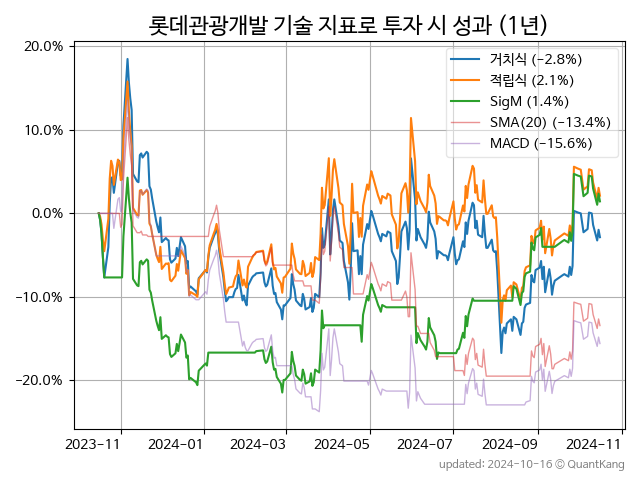 롯데관광개발 기술 지표로 투자 시 성과 (1년)
20.0%
10.0%
0.0%
−10.0%
−20.0%
거치식 (−2.8%)
적립식 (2.1%)
SigM (1.4%)
SMA(20) (−13.4%)
MACD (−15.6%)
2023-11 2024-01 2024-03 2024-05 2024-07 2024-09 2024-11
updated: 2024-10-16 © QuantKang